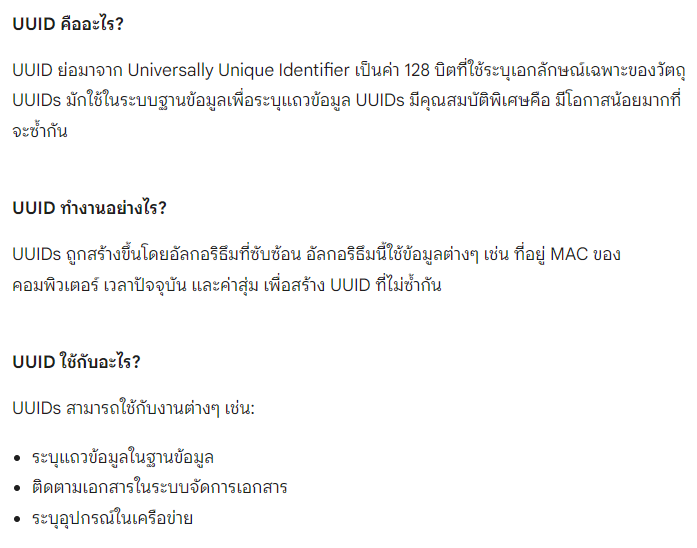 UUID คืออะไร?
UUID ย่อมาจาก Universally Unique Identifier เป็นค่า 128 บิตที่ใช้ระบุเอกลักษณ์เฉพาะของวัตถุ
UUIDs มักใช้ในระบบฐานข้อมูลเพื่อระบุแถวข้อมูล UUIDs มีคุณสมบัติพิเศษคือ มีโอกาสน้อยมากที่
จะซ้ำกัน
UUID ทำงานอย่างไร?
UUIDs ถูกสร้างขึ้นโดยอัลกอริธึมที่ซับซ้อน อัลกอริธึมนี้ใช้ข้อมูลต่างๆ เช่น ที่อยู่ MAC ของ
คอมพิวเตอร์ เวลาปัจจุบัน และค่าสุ่ม เพื่อสร้าง UUID ที่ไม่ซ้ำกัน
UUID ใช้กับอะไร?
UUIDs สามารถใช้กับงานต่างๆ เช่น:
• ระบุแถวข้อมูลในฐานข้อมูล
• ติดตามเอกสารในระบบจัดการเอกสาร
• ระบุอุปกรณ์ในเครือข่าย